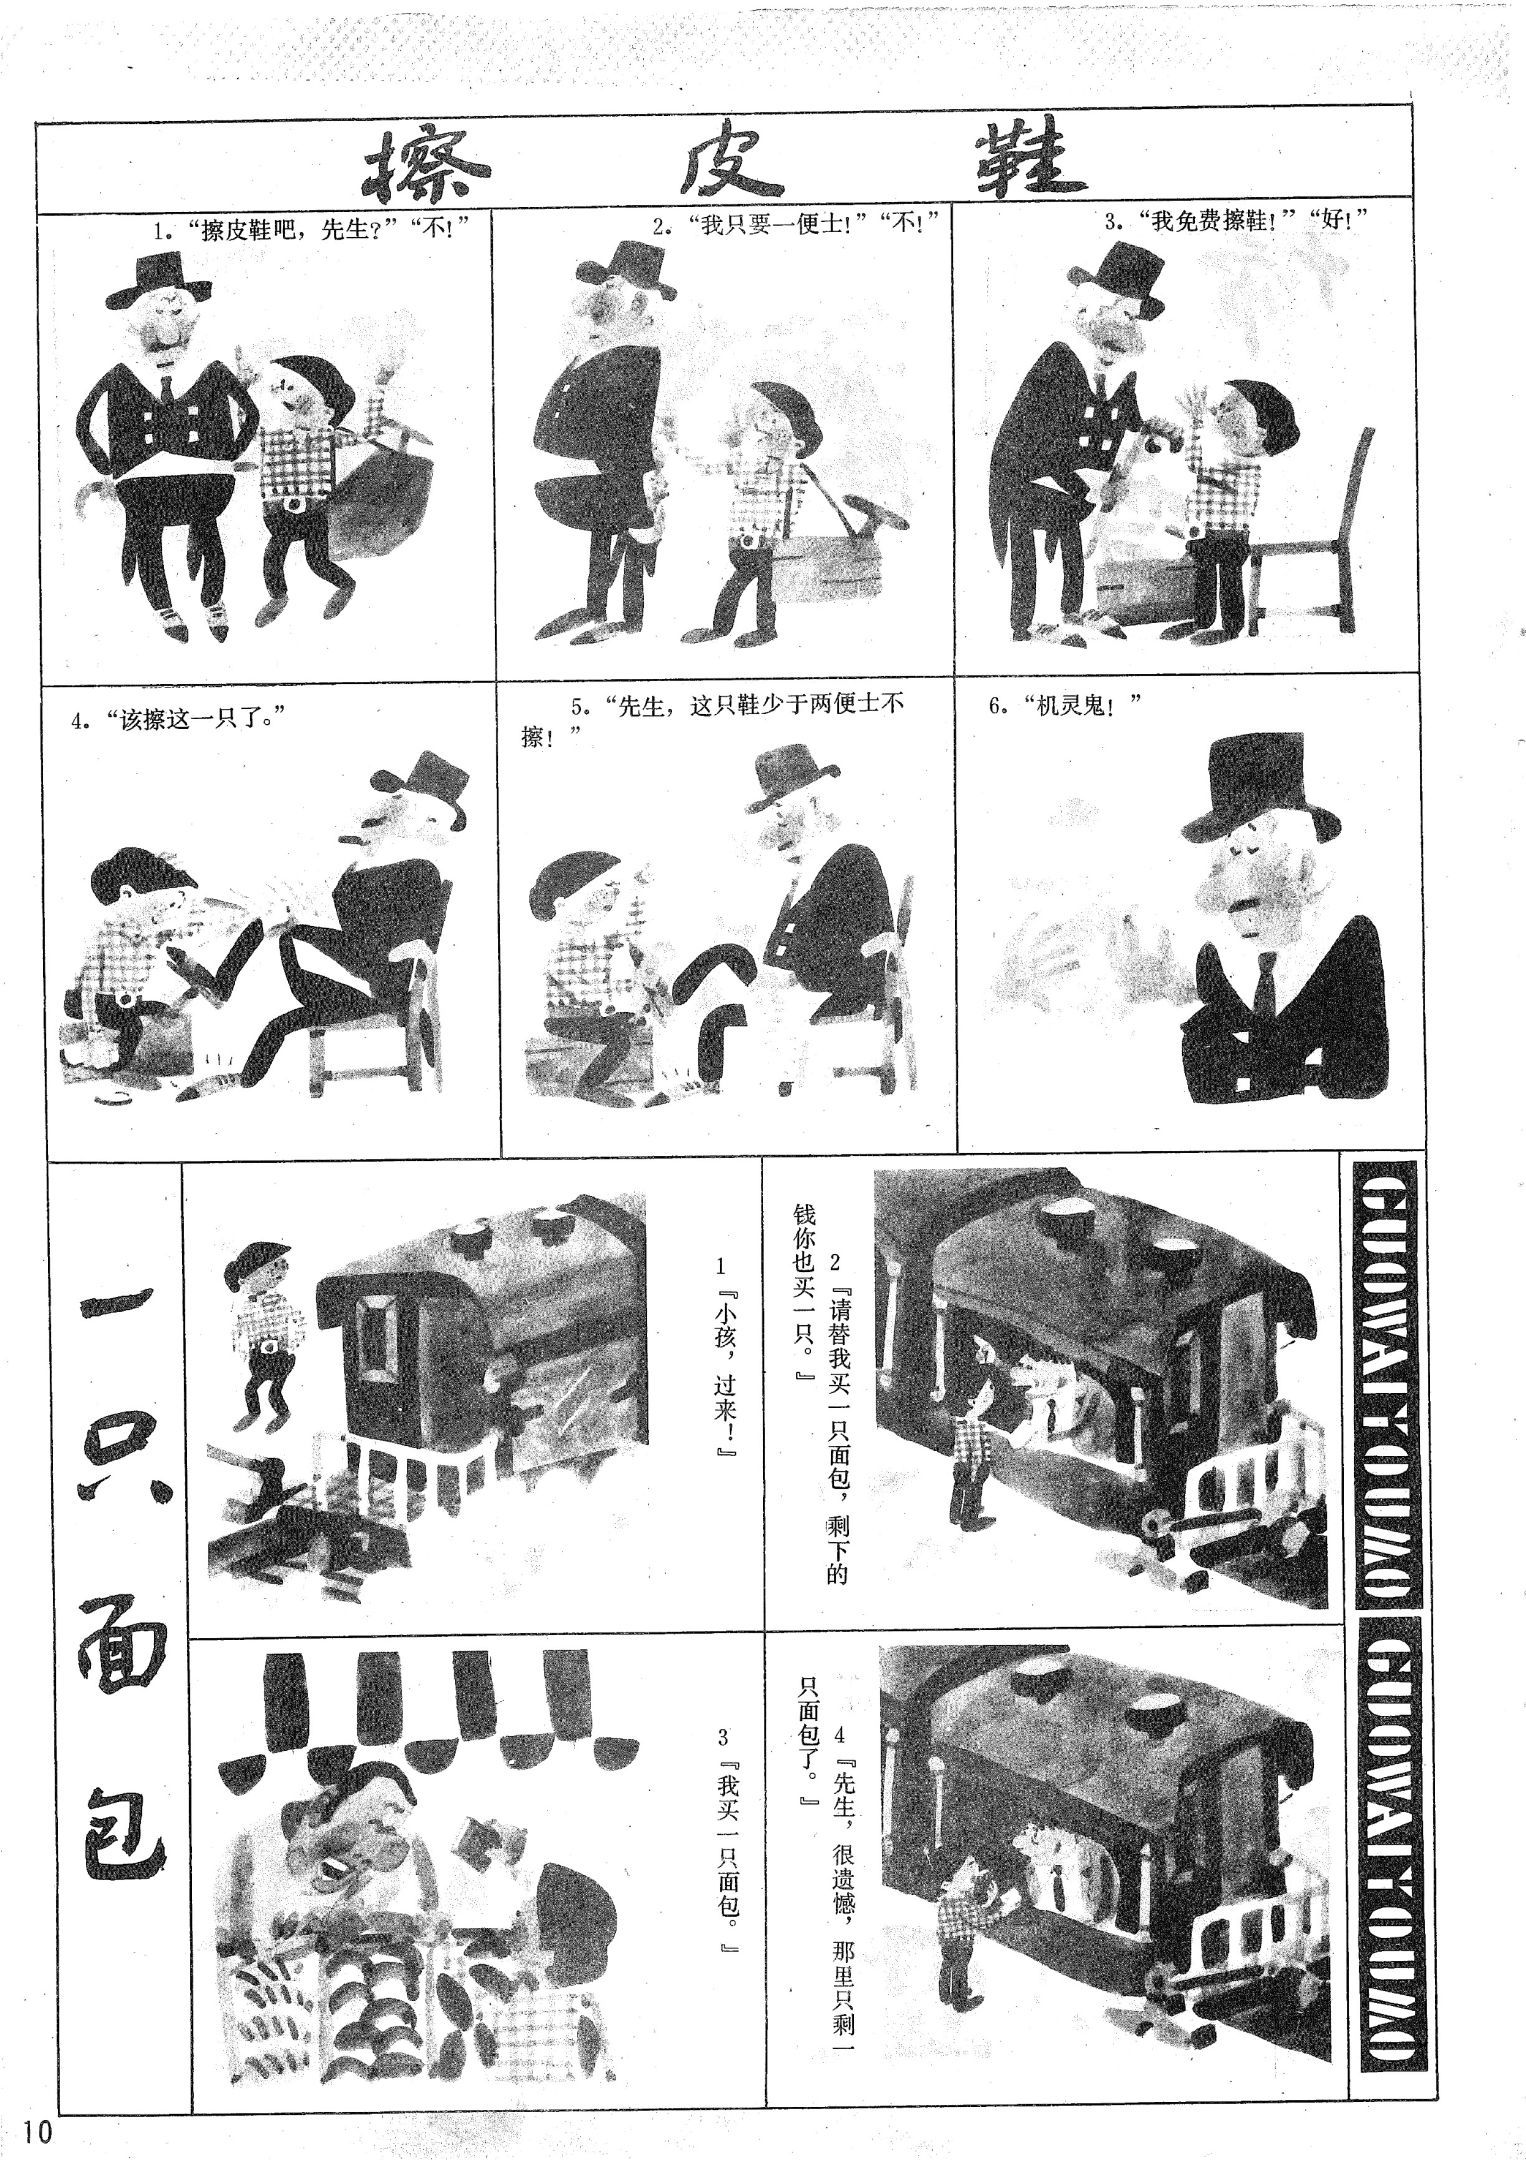 擦皮鞋
1.“擦皮鞋吧，先生？”“不！”
2.“我只要一便士！”“不！”
3.“我免费擦鞋！”“好！”
4.“该擦这一只了。”
5.“先生，这只鞋少于两便士不
擦！”
6.“机灵鬼！”
一只面包
1『小孩，过来！』
2『请替我买一只面包，剩下的
钱你也买一只。』
3『我买一只面包。』
4『先生，很遗憾，那里只剩一
只面包了。』
GUOWAIYOUMO
GUOWAIYOUMO
10